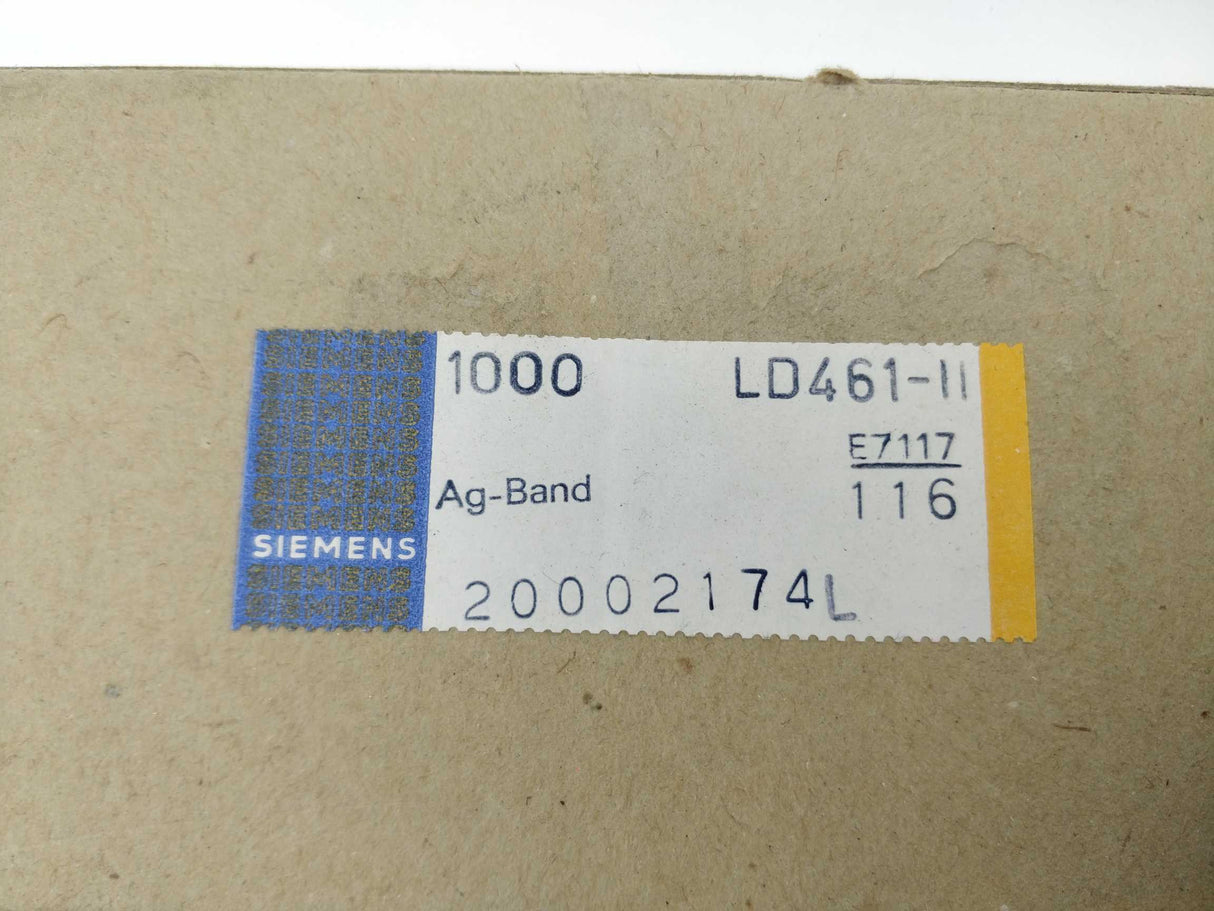 1000 LD461-II
E7117
Ag-Band 116
SIEMENS
20002174L